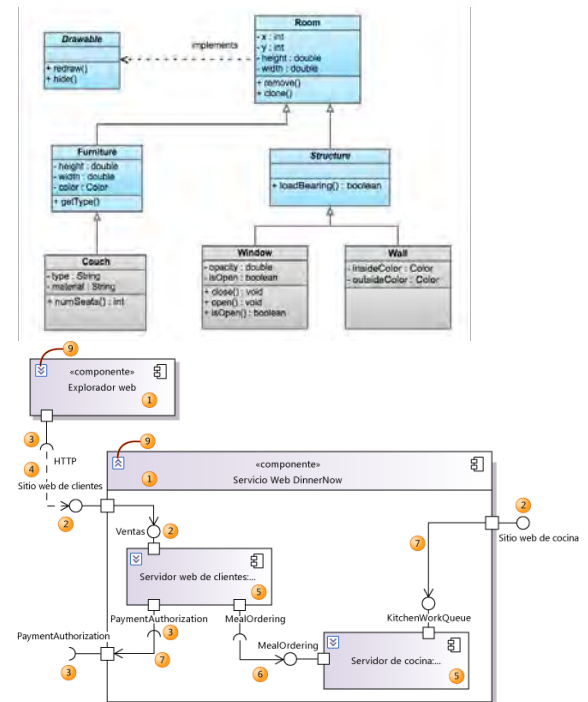 Drawable
+ redraw()
+ hide()
implements
Room
- x : int
- y : int
- height : double
- width : double
+ remove()
+ clone()
Furniture
- height : double
- width : double
- color : Color
+ getType()
Structure
+ loadBearing() : boolean
Couch
- type : String
- material : String
+ numSeats() : int
Window
- opacity : double
- isOpen : boolean
+ close() : void
+ open() : void
+ isOpen() : boolean
Wall
- insideColor : Color
- outsideColor : Color
9
«componente»
Explorador web
1
3
HTTP
4
Sitio web de clientes
2
9
1
«componente»
Servicio Web DinnerNow
2
Sitio web de cocina
Ventas
2
7
Servidor web de clientes:...
5
PaymentAuthorization
MealOrdering
3
KitchenWorkQueue
PaymentAuthorization
3
7
MealOrdering
6
Servidor de cocina:...
5